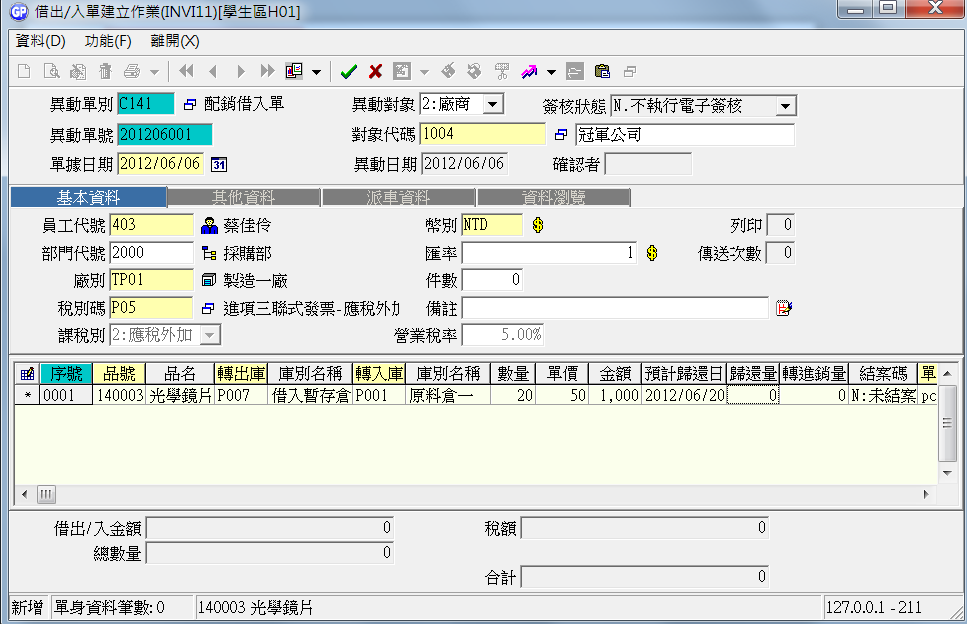 GP 借出/入單建立作業(INVI11)[學生區H01]
資料(D) 功能(F) 離開(X)
異動單別 C141 配銷借入單 異動對象 2:廠商 簽核狀態 N.不執行電子簽核
異動單號 201206001 對象代碼 1004 冠軍公司
單據日期 2012/06/06 31 異動日期 2012/06/06 確認者
基本資料 其他資料 派車資料 資料瀏覽
員工代號 403 蔡佳伶 幣別 NTD 列印 0
部門代號 2000 採購部 匯率 1 傳送次數 0
廠別 TP01 製造一廠 件數 0
稅別碼 P05 進項三聯式發票-應稅外加 備註
課稅別 2:應稅外加 營業稅率 5.00%
序號 品號 品名 轉出庫 庫別名稱 轉入庫 庫別名稱 數量 單價 金額 預計歸還日 歸還量 轉進銷量 結案碼 單
* 0001 140003 光學鏡片 P007 借入暫存倉 P001 原料倉一 20 50 1,000 2012/06/20 0 0 N:未結案 pc
借出/入金額 0 稅額 0
總數量 0
合計 0
新增 單身資料筆數: 0 140003 光學鏡片 127.0.0.1 - 211